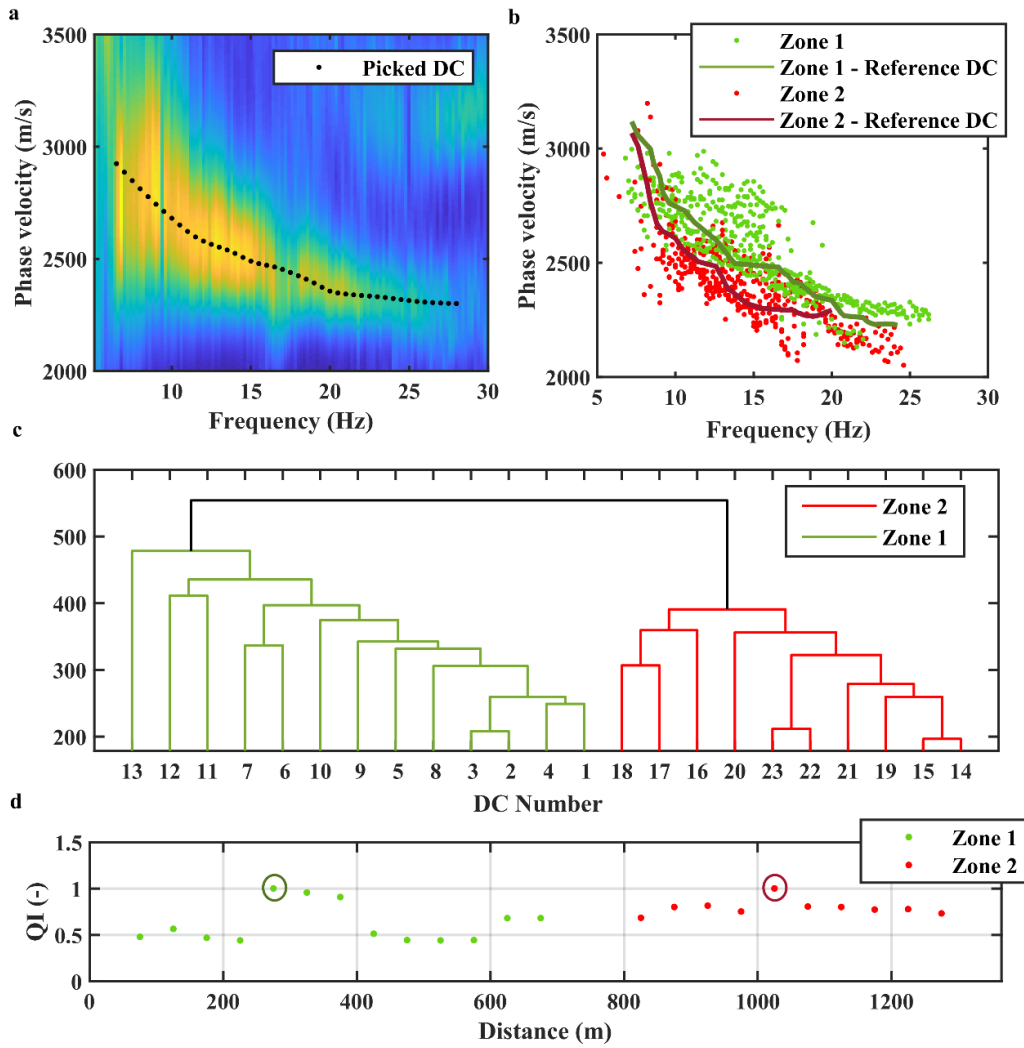 a
3500
3000
2500
2000
Phase velocity (m/s)
Picked DC
10
15
20
25
30
Frequency (Hz)
b
3500
3000
2500
2000
Phase velocity (m/s)
Zone 1
Zone 1 - Reference DC
Zone 2
Zone 2 - Reference DC
5
10
15
20
25
30
Frequency (Hz)
c
600
500
400
300
200
Zone 2
Zone 1
13 12 11 7 6 10 9 5 8 3 2 4 1 18 17 16 20 23 22 21 19 15 14
DC Number
d
1.5
1
0.5
0
QI (-)
Zone 1
Zone 2
0 200 400 600 800 1000 1200
Distance (m)